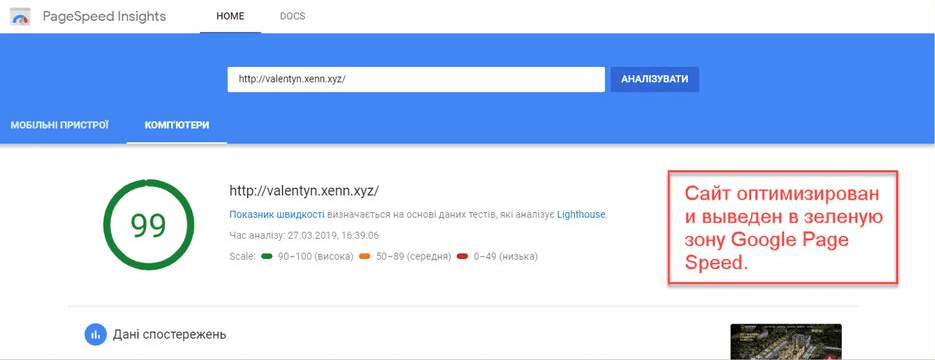 PageSpeed Insights
HOME
DOCS
http://valentyn.xenn.xyz/
АНАЛІЗУВАТИ
МОБІЛЬНІ ПРИСТРОЇ
КОМП'ЮТЕРИ
99
http://valentyn.xenn.xyz/
Показник швидкості визначається на основі даних тестів, які аналізує Lighthouse.
Час аналізу: 27.03.2019, 16:39:06
Scale: 90–100 (висока) 50–89 (середня) 0–49 (низька)
Сайт оптимизирован
и выведен в зеленую
зону Google Page
Speed.
Дані спостережень